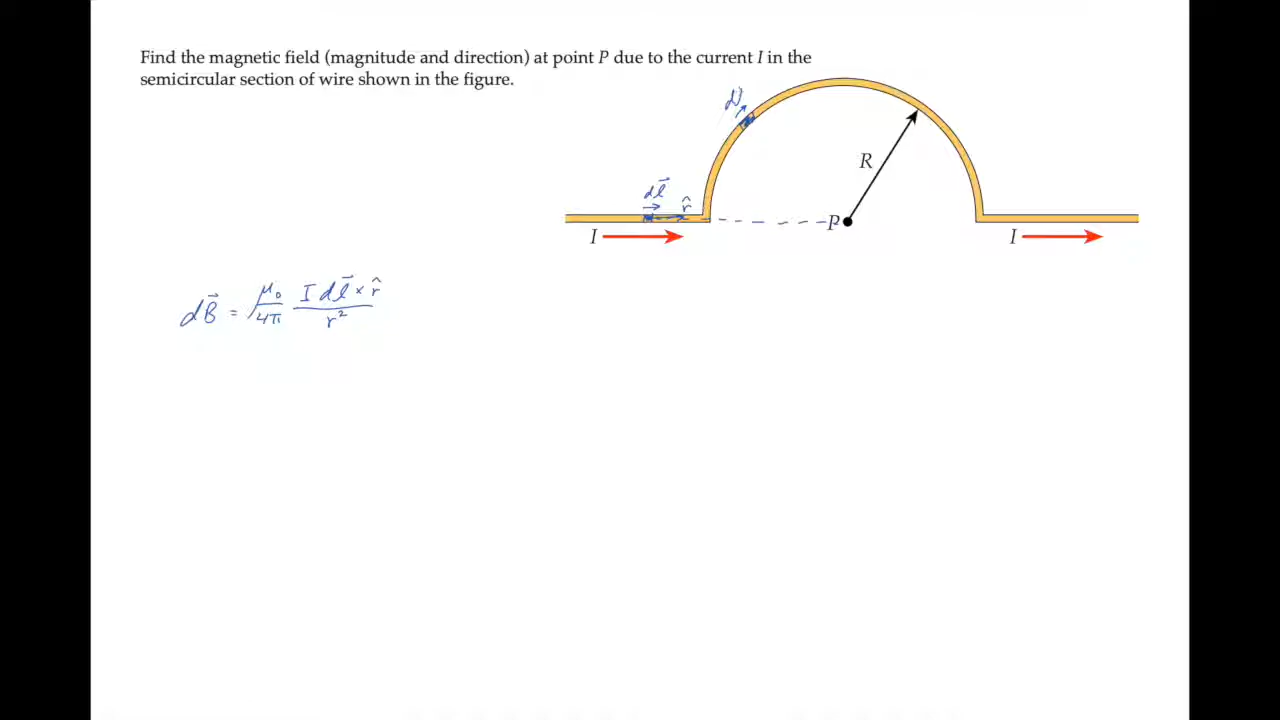 Find the magnetic field (magnitude and direction) at point P due to the current I in the
semicircular section of wire shown in the figure.
R
dl⃗
r̂
P
I
I
dB⃗ = μ₀/4π I dl⃗ × r̂ / r²